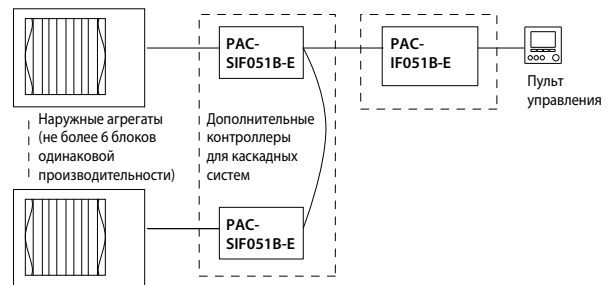 PAC-
SIF051B-E
PAC-
IF051B-E
Пульт
управления
Наружные агрегаты
(не более 6 блоков
одинаковой
производительности)
Дополнительные
контроллеры
для каскадных
систем
PAC-
SIF051B-E